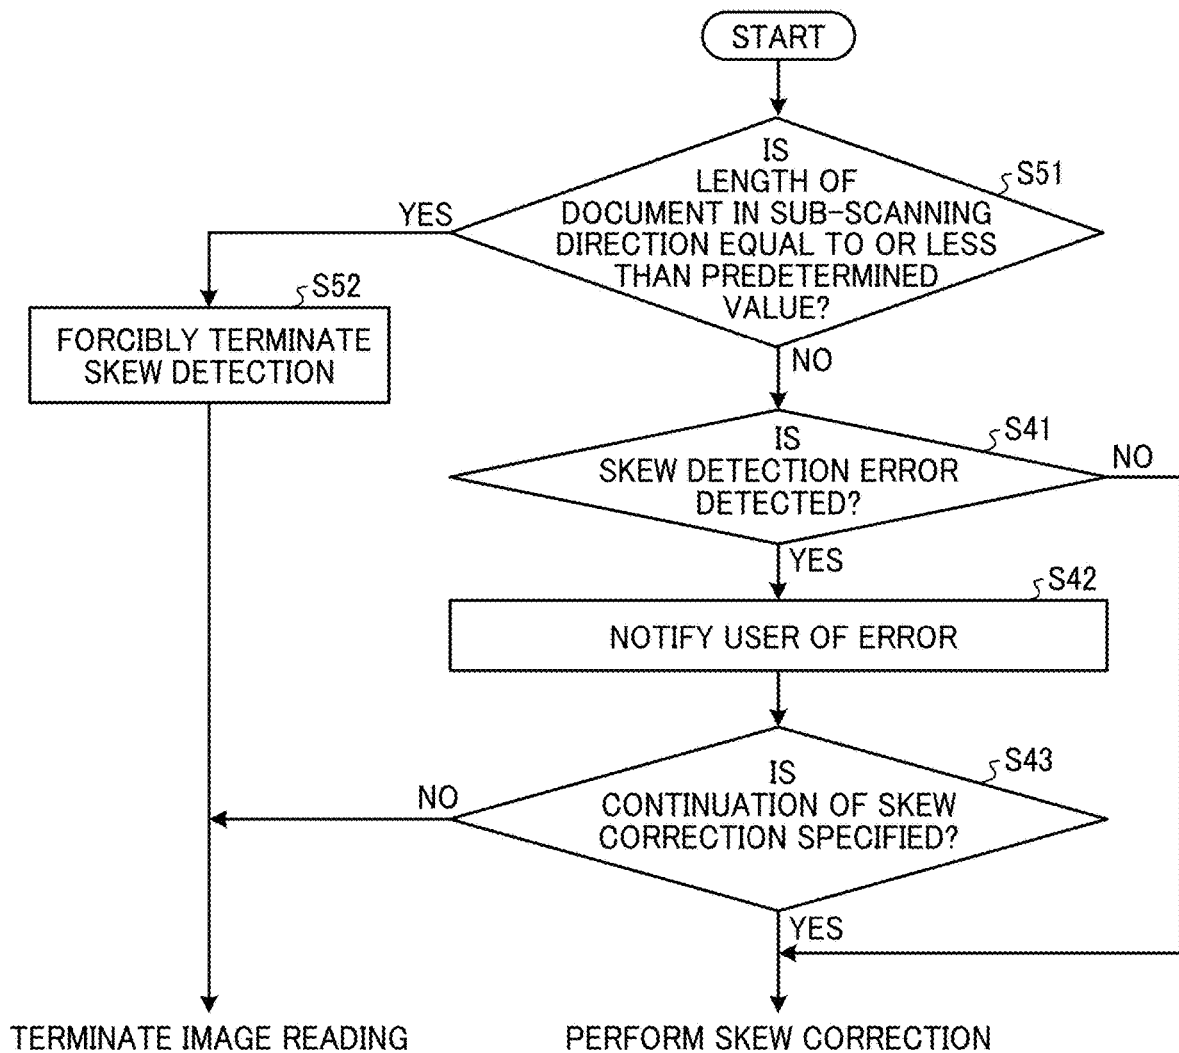 START
IS
LENGTH OF
DOCUMENT IN SUB-SCANNING
DIRECTION EQUAL TO OR LESS
THAN PREDETERMINED
VALUE?
S51
YES
S52
FORCIBLY TERMINATE
SKEW DETECTION
NO
IS
SKEW DETECTION ERROR
DETECTED?
S41
NO
YES
S42
NOTIFY USER OF ERROR
IS
CONTINUATION OF SKEW
CORRECTION SPECIFIED?
S43
NO
YES
TERMINATE IMAGE READING
PERFORM SKEW CORRECTION